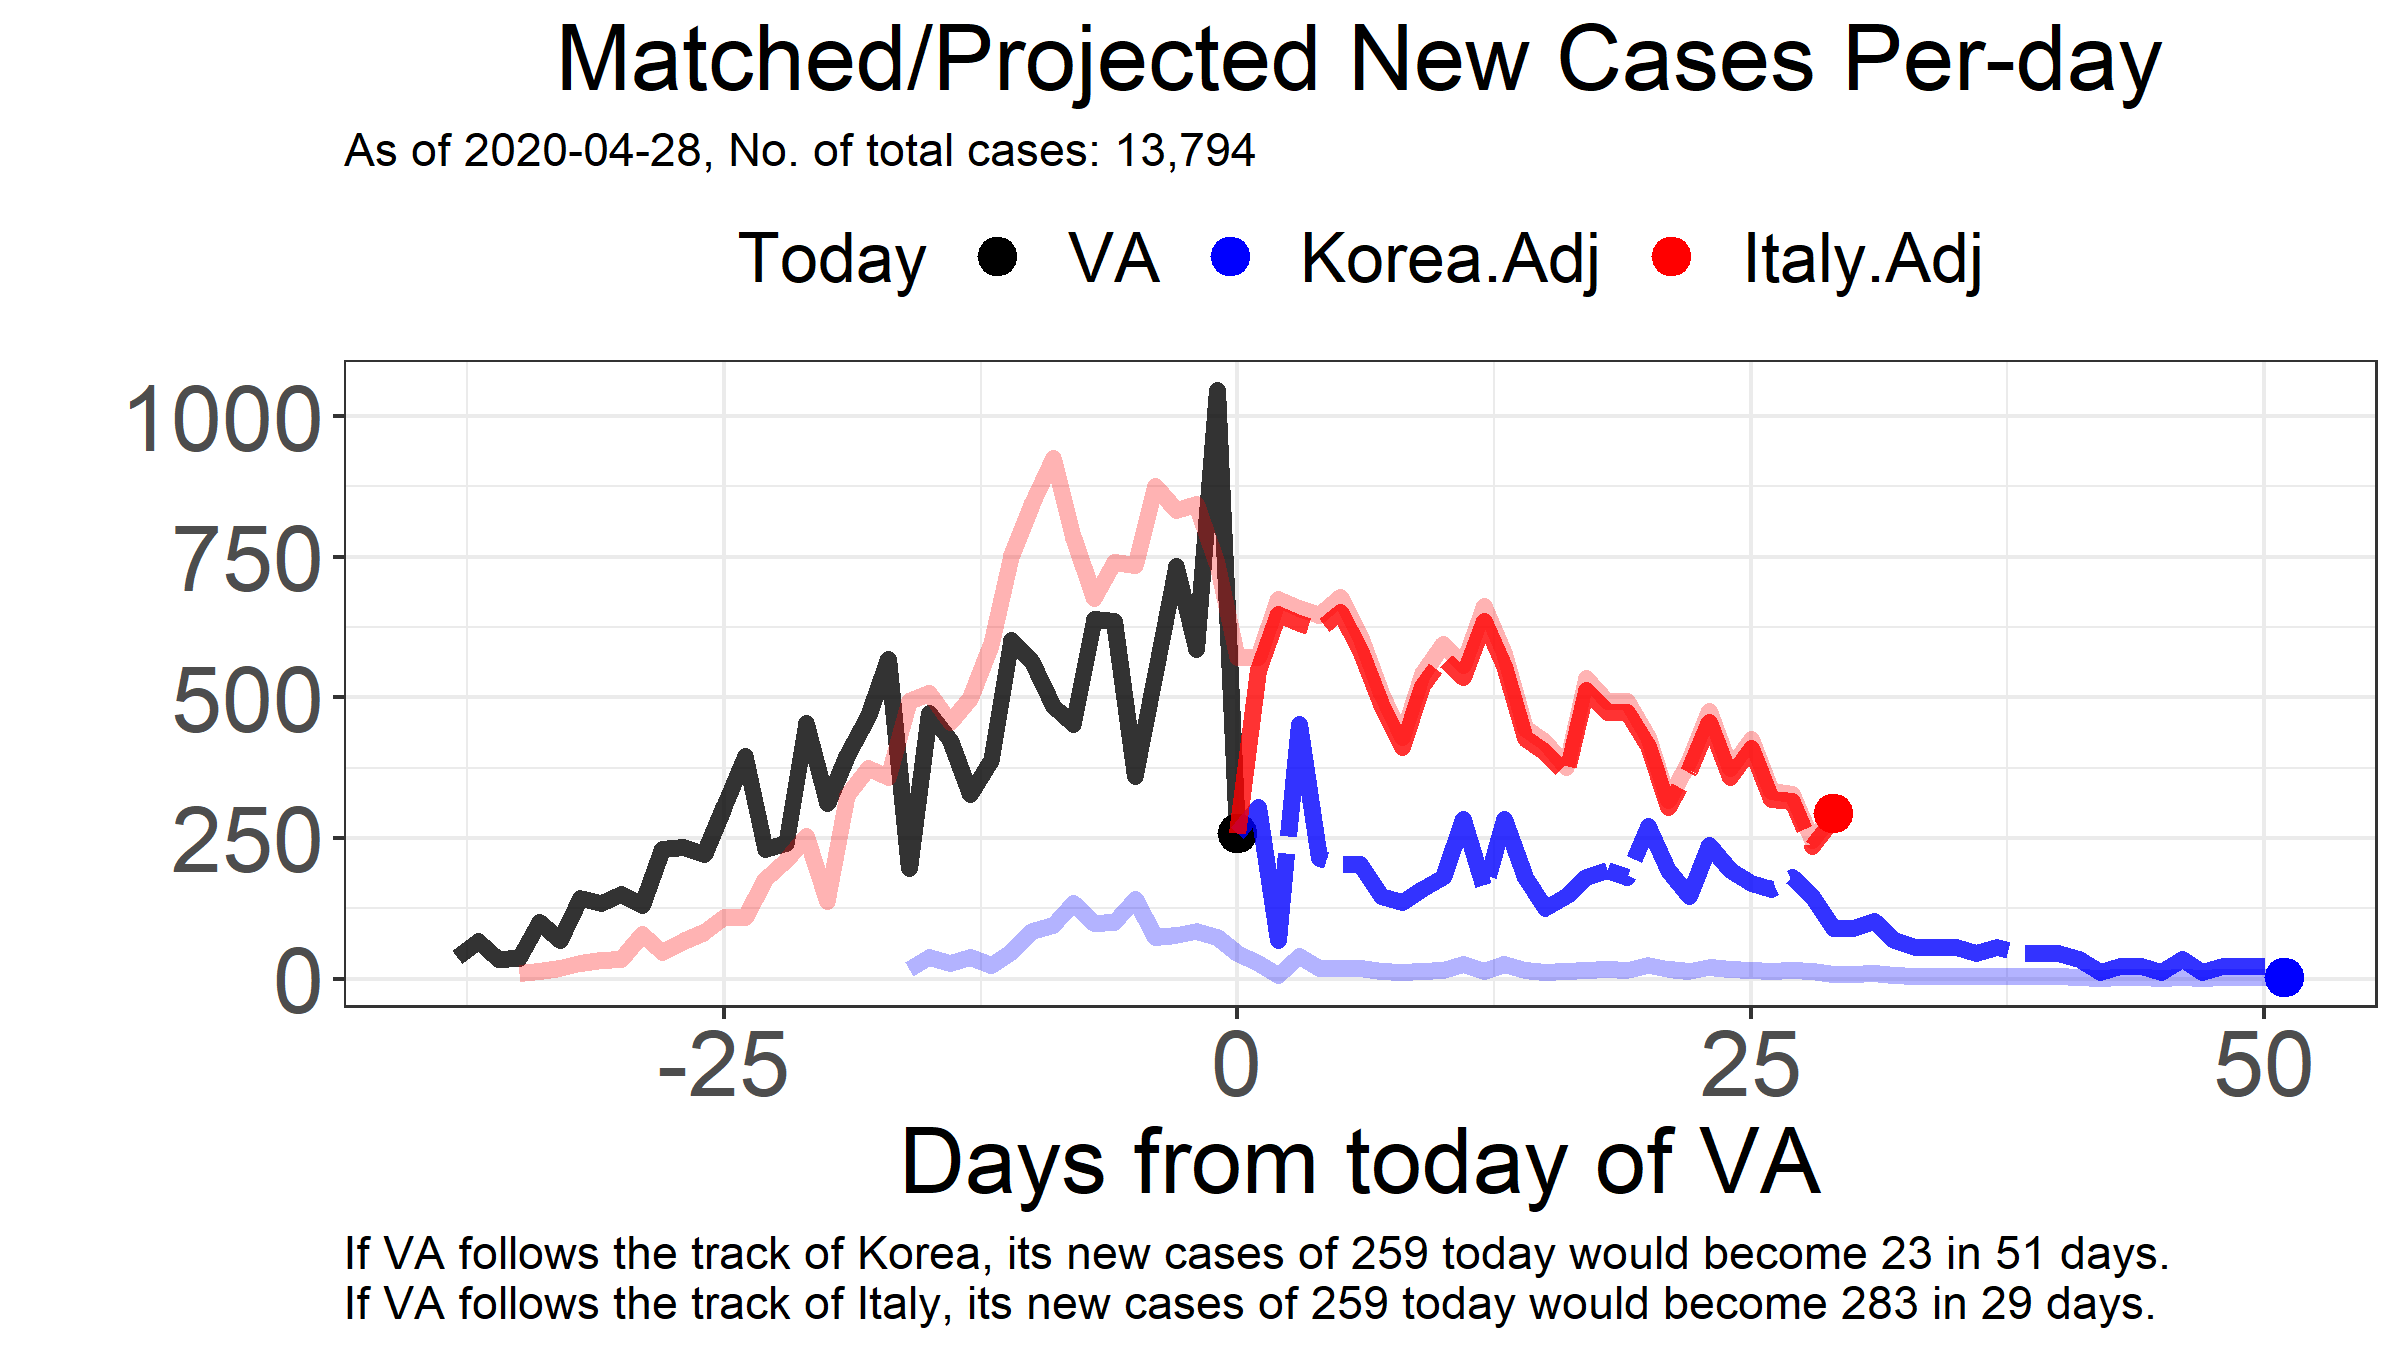 Matched/Projected New Cases Per-day
As of 2020-04-28, No. of total cases: 13,794
Today VA Korea.Adj Italy.Adj
1000
750
500
250
0
-25 0 25 50
Days from today of VA
If VA follows the track of Korea, its new cases of 259 today would become 23 in 51 days.
If VA follows the track of Italy, its new cases of 259 today would become 283 in 29 days.